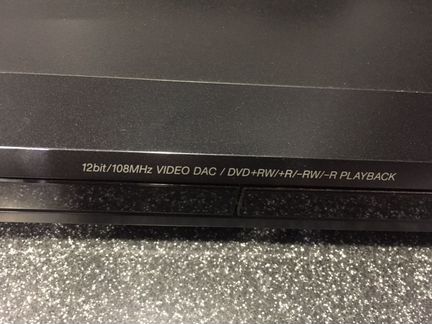 12bit/108MHz VIDEO DAC / DVD+RW/+R/-RW/-R PLAYBACK